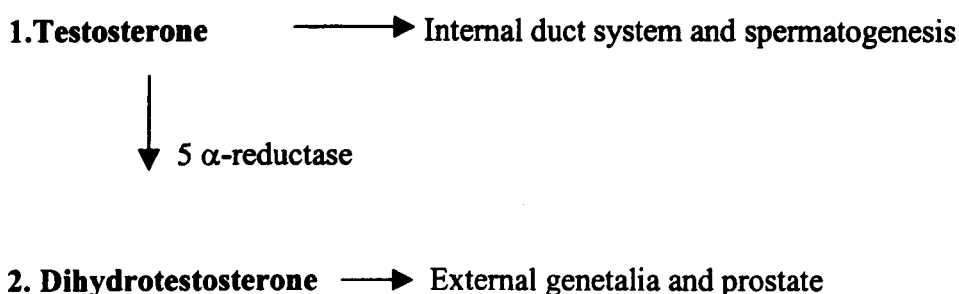 1.Testosterone Internal duct system and spermatogenesis
5 α-reductase
2. Dihydrotestosterone External genetalia and prostate